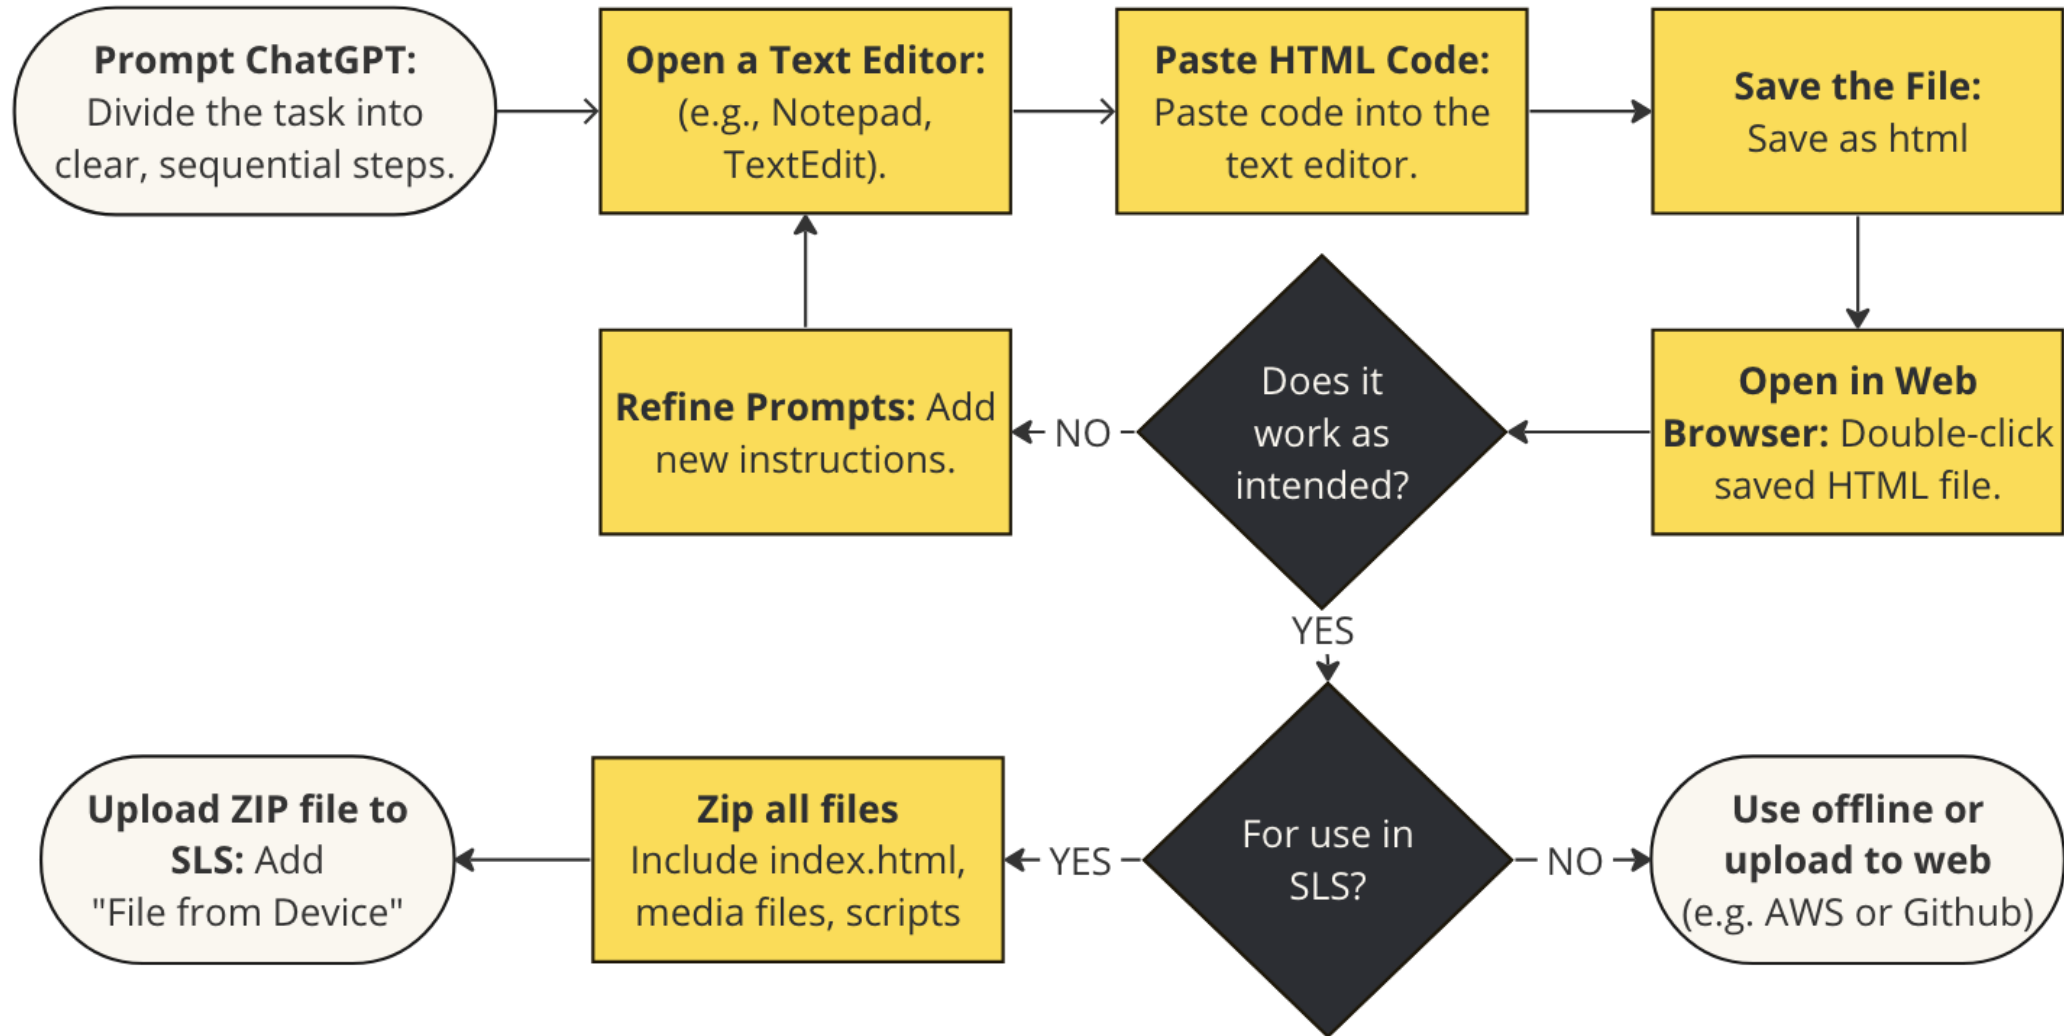 Prompt ChatGPT:
Divide the task into
clear, sequential steps.
Open a Text Editor:
(e.g., Notepad,
TextEdit).
Paste HTML Code:
Paste code into the
text editor.
Save the File:
Save as html
Open in Web
Browser: Double-click
saved HTML file.
Does it
work as
intended?
NO
Refine Prompts: Add
new instructions.
YES
For use in
SLS?
YES
Zip all files
Include index.html,
media files, scripts
Upload ZIP file to
SLS: Add
"File from Device"
NO
Use offline or
upload to web
(e.g. AWS or Github)